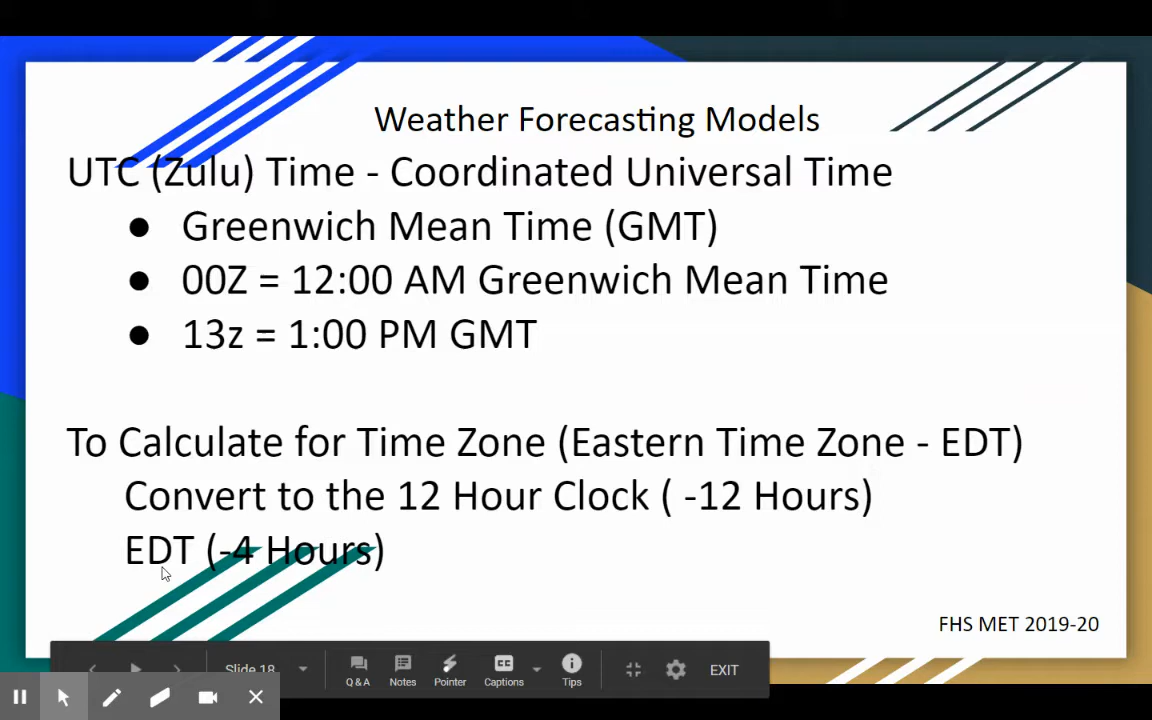 Weather Forecasting Models
UTC (Zulu) Time - Coordinated Universal Time
● Greenwich Mean Time (GMT)
● 00Z = 12:00 AM Greenwich Mean Time
● 13z = 1:00 PM GMT
To Calculate for Time Zone (Eastern Time Zone - EDT)
Convert to the 12 Hour Clock ( -12 Hours)
EDT (-4 Hours)
FHS MET 2019-20
Slide 18
Q & A Notes Pointer CC Captions Tips EXIT